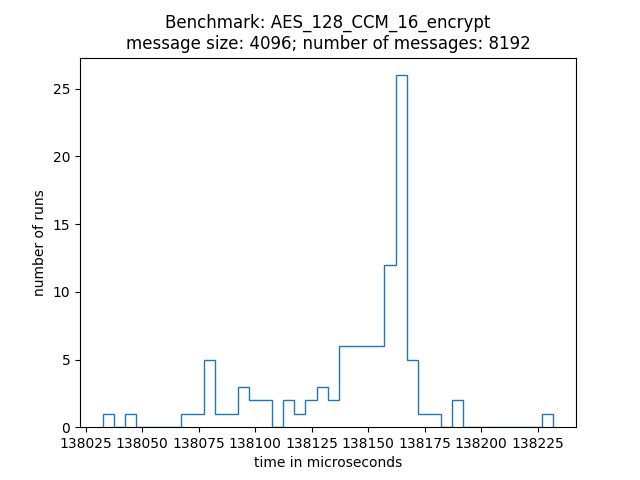 Benchmark: AES_128_CCM_16_encrypt
message size: 4096; number of messages: 8192
25
20
15
10
5
0
number of runs
138025 138050 138075 138100 138125 138150 138175 138200 138225
time in microseconds